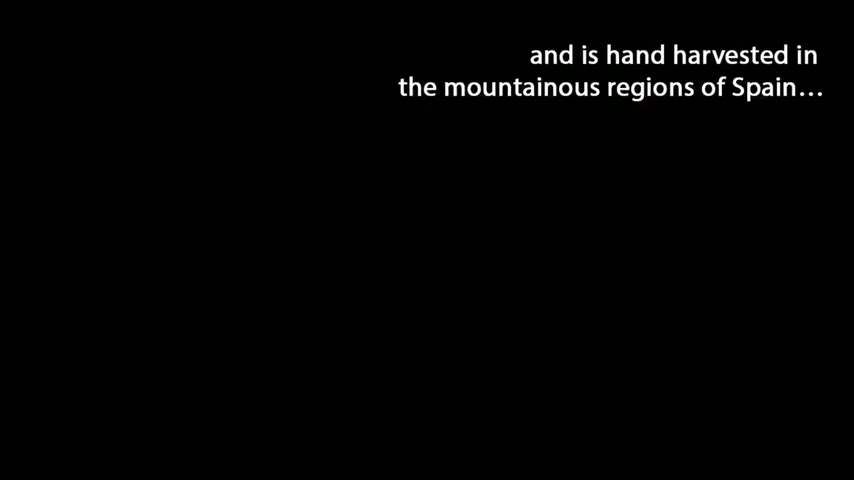 and is hand harvested in
the mountainous regions of Spain…